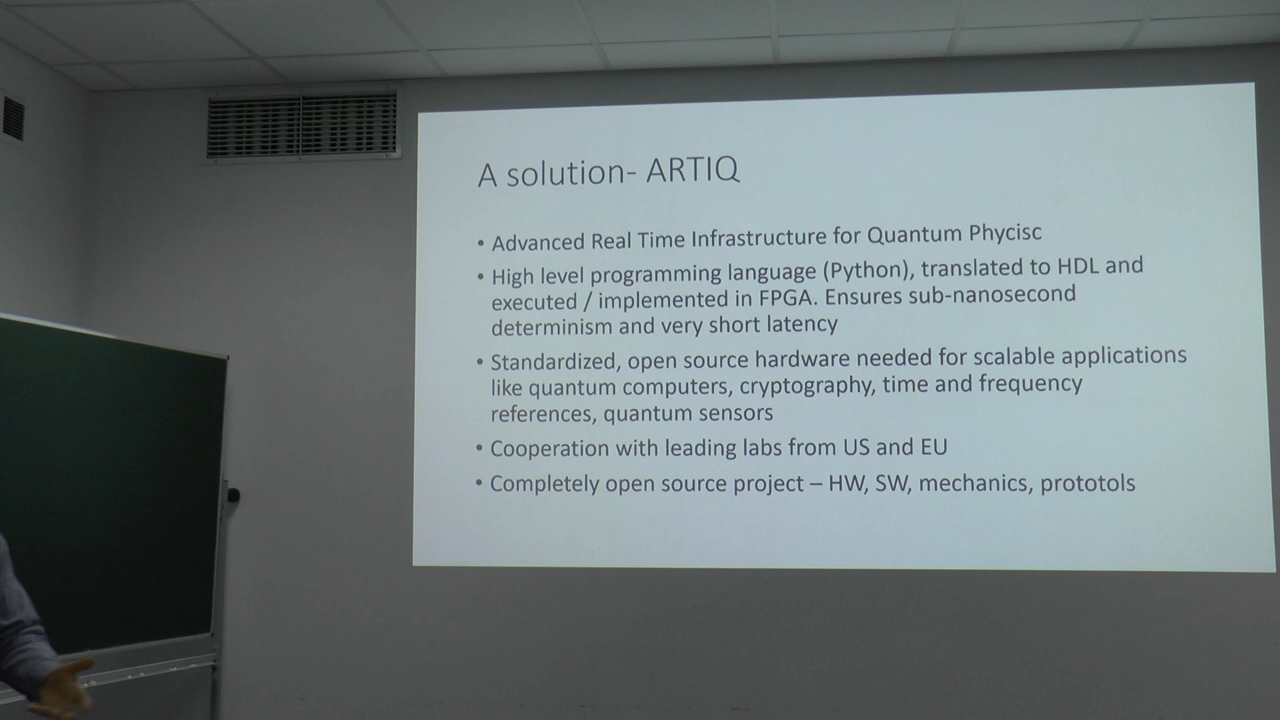 A solution- ARTIQ
• Advanced Real Time Infrastructure for Quantum Phycisc
• High level programming language (Python), translated to HDL and
executed / implemented in FPGA. Ensures sub-nanosecond
determinism and very short latency
• Standardized, open source hardware needed for scalable applications
like quantum computers, cryptography, time and frequency
references, quantum sensors
• Cooperation with leading labs from US and EU
• Completely open source project – HW, SW, mechanics, prototols